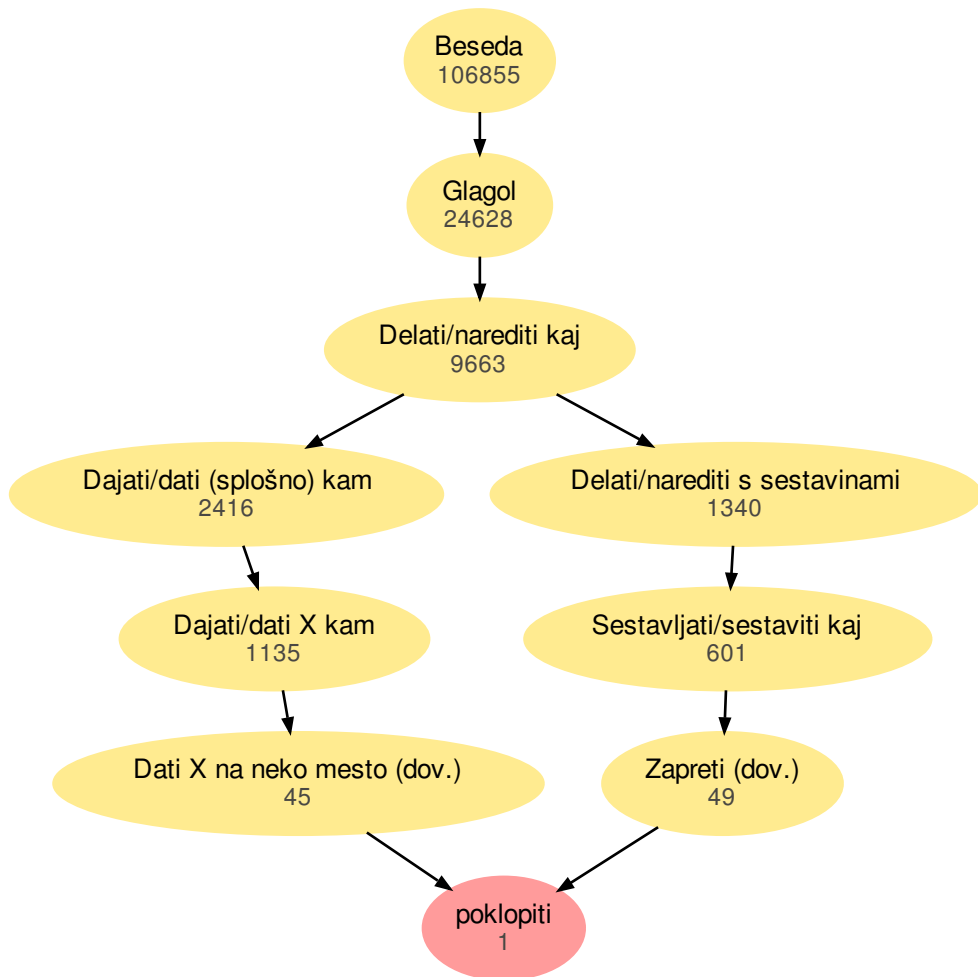 Beseda
106855
Glagol
24628
Delati/narediti kaj
9663
Dajati/dati (splošno) kam
2416
Delati/narediti s sestavinami
1340
Dajati/dati X kam
1135
Sestavljati/sestaviti kaj
601
Dati X na neko mesto (dov.)
45
Zapreti (dov.)
49
poklopiti
1